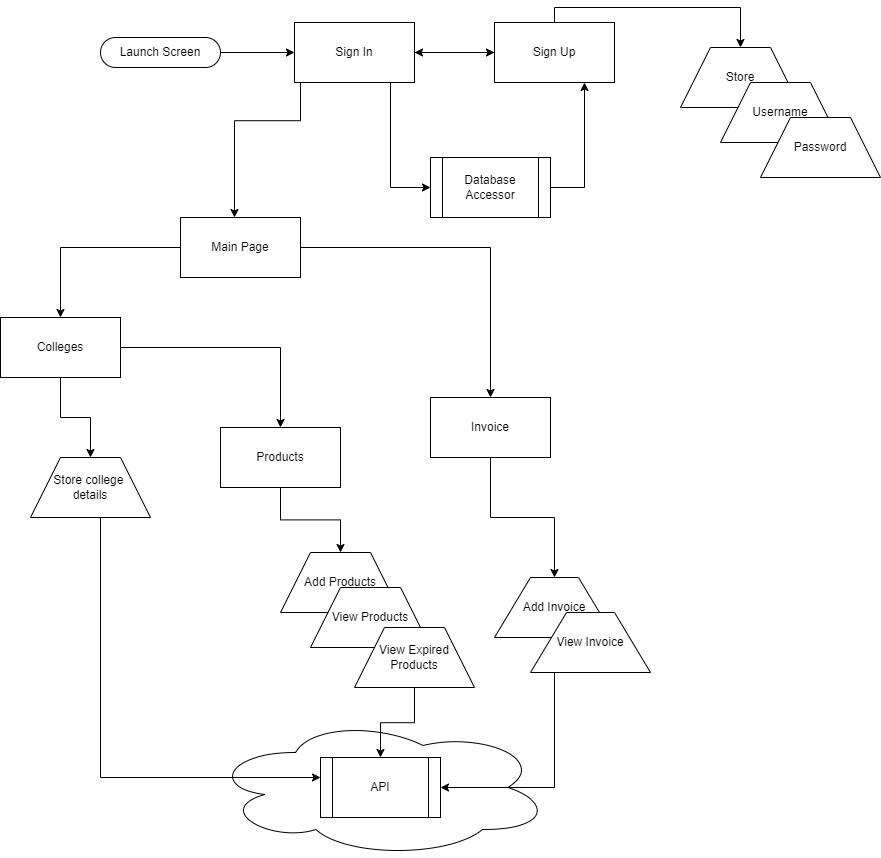 Launch Screen
Sign In
Sign Up
Store
Username
Password
Database
Accessor
Main Page
Colleges
Invoice
Products
Store college
details
Add Products
View Products
View Expired
Products
Add Invoice
View Invoice
API